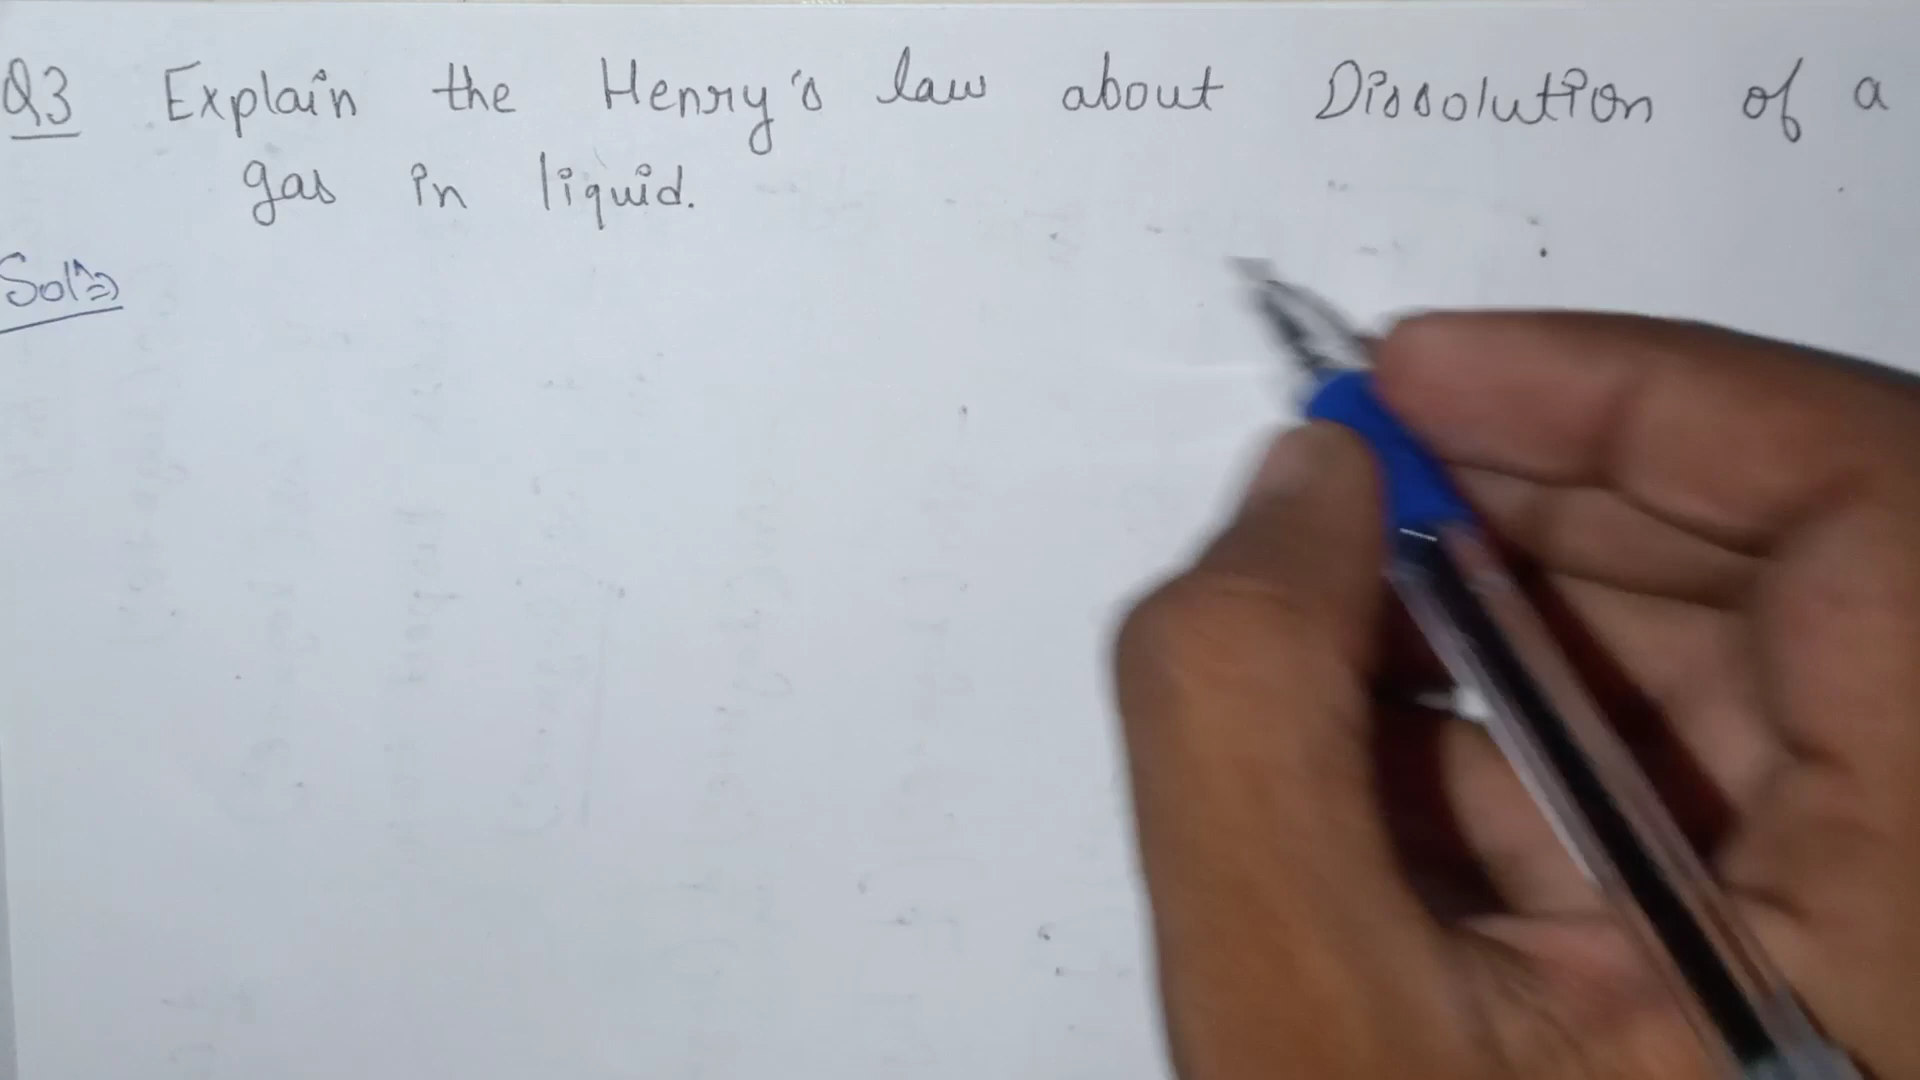 Q3 Explain the Henry's law about Dissolution of a
gas in liquid.
Sol^n⇒